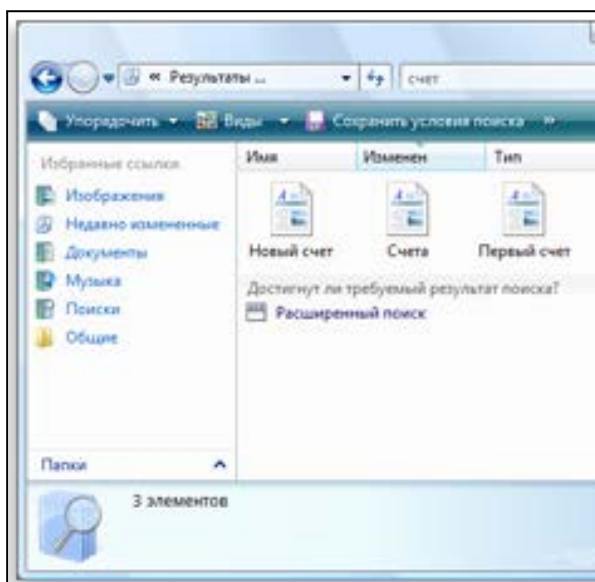 « Результаты ... счет
Упорядочить Виды Сохранить условия поиска »
Избранные ссылки
Изображения
Недавно измененные
Документы
Музыка
Поиски
Общие
Папки
Имя Изменен Тип
Новый счет Счета Первый счет
Достигнут ли требуемый результат поиска?
Расширенный поиск
3 элементов